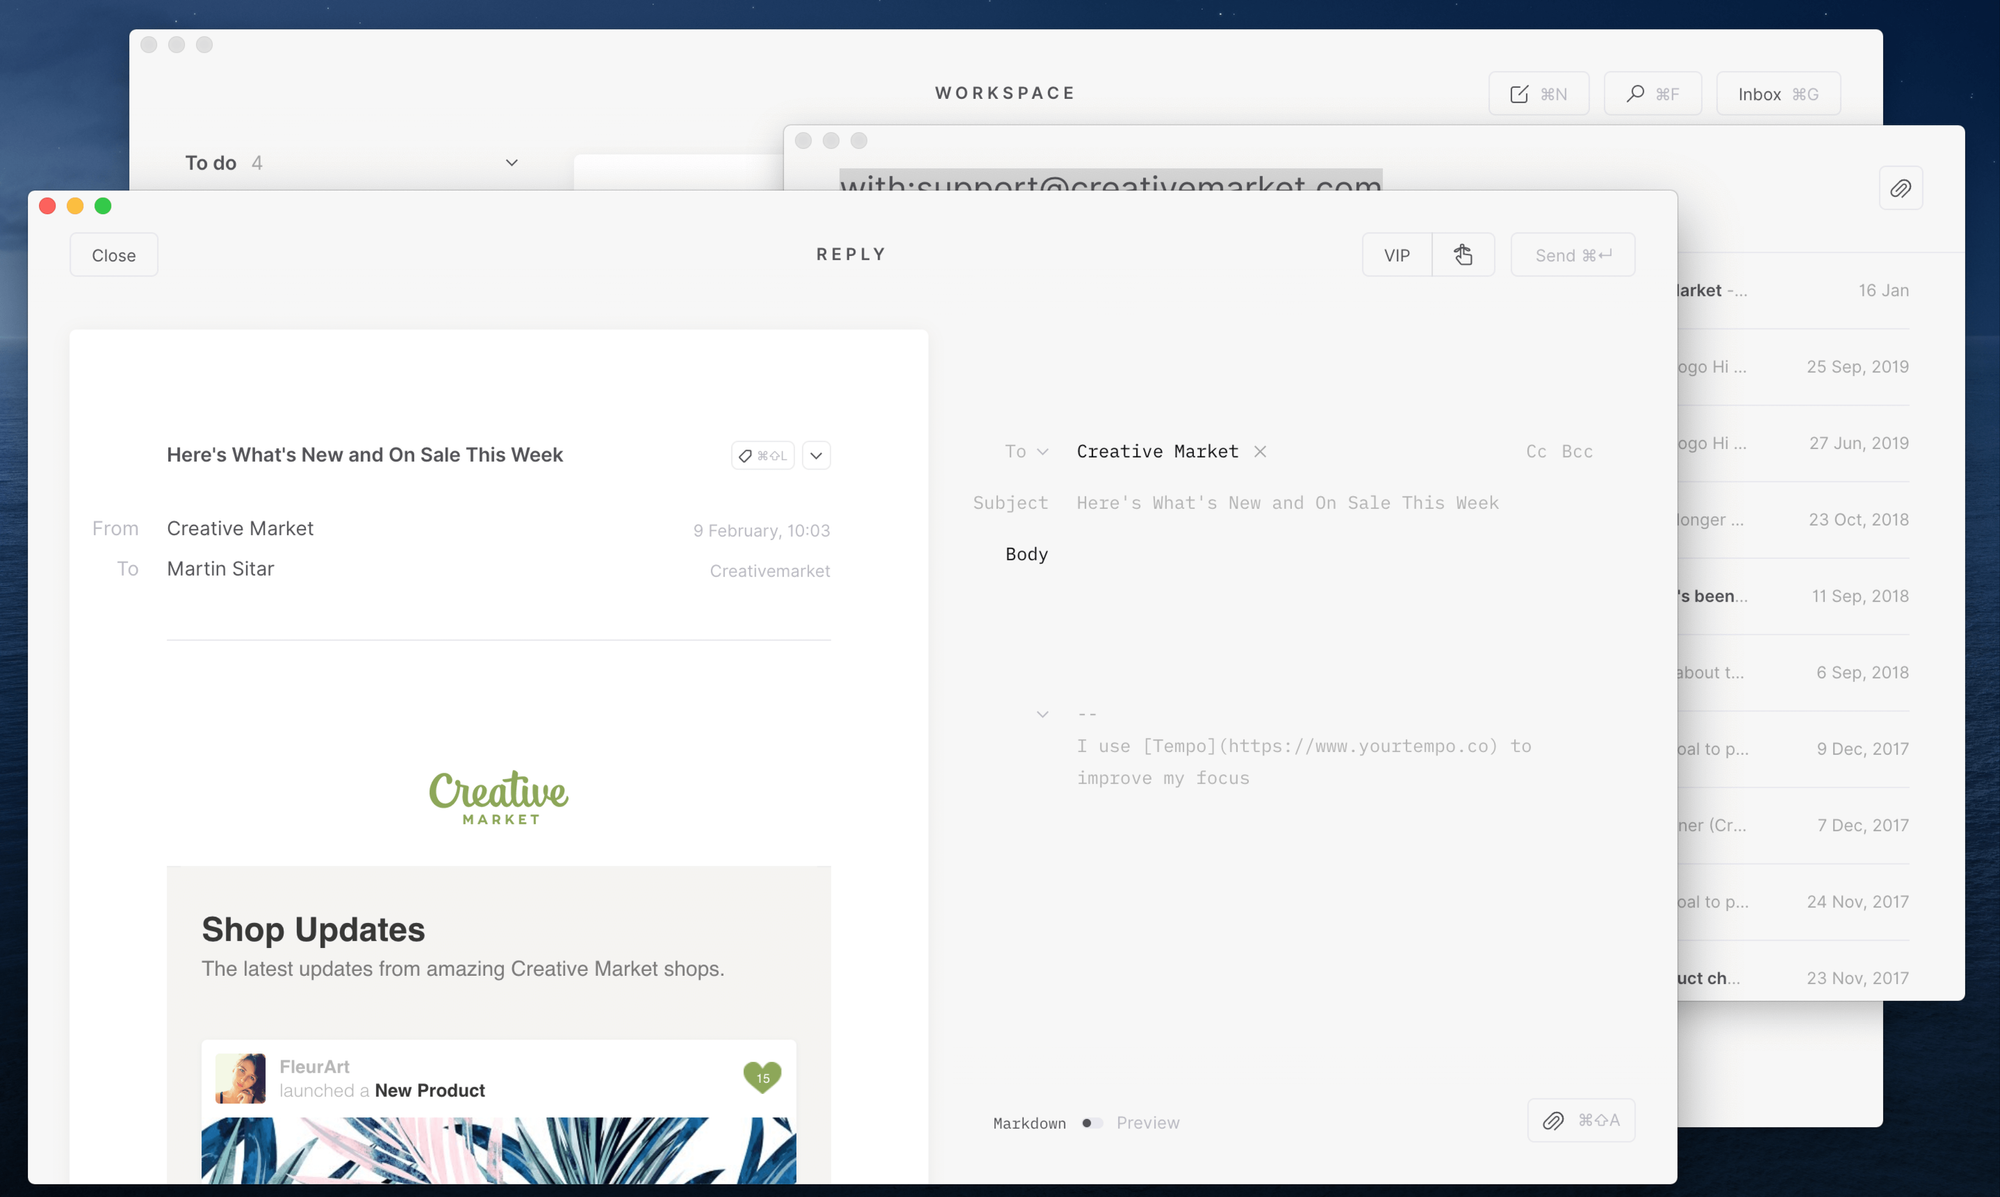 WORKSPACE
⌘N
⌘F
Inbox ⌘G
To do 4
with:support@creativemarket.com
Close
REPLY
VIP
Send ⌘↵
Here's What's New and On Sale This Week
⌘⇧L
From Creative Market 9 February, 10:03
To Martin Sitar Creativemarket
Creative
MARKET
Shop Updates
The latest updates from amazing Creative Market shops.
FleurArt
launched a New Product
15
To Creative Market Cc Bcc
Subject Here's What's New and On Sale This Week
Body
--
I use [Tempo](https://www.yourtempo.co) to
improve my focus
Markdown Preview
⌘⇧A
arket -... 16 Jan
ogo Hi ... 25 Sep, 2019
ogo Hi ... 27 Jun, 2019
longer ... 23 Oct, 2018
's been... 11 Sep, 2018
about t... 6 Sep, 2018
oal to p... 9 Dec, 2017
ner (Cr... 7 Dec, 2017
oal to p... 24 Nov, 2017
uct ch... 23 Nov, 2017